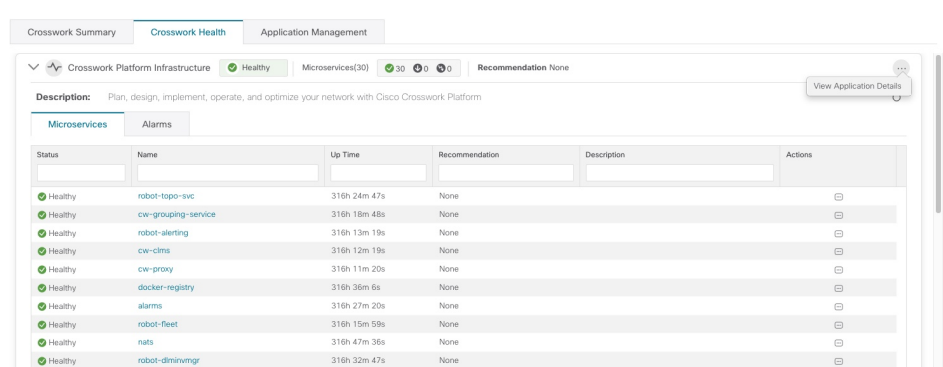 Crosswork Summary Crosswork Health Application Management
Crosswork Platform Infrastructure Healthy Microservices(30) 30 0 0 Recommendation None
View Application Details
Description: Plan, design, implement, operate, and optimize your network with Cisco Crosswork Platform
Microservices Alarms
Status Name Up Time Recommendation Description Actions
Healthy robot-topo-svc 316h 24m 47s None
Healthy cw-grouping-service 316h 18m 48s None
Healthy robot-alerting 316h 13m 19s None
Healthy cw-clms 316h 12m 19s None
Healthy cw-proxy 316h 11m 20s None
Healthy docker-registry 316h 36m 6s None
Healthy alarms 316h 27m 20s None
Healthy robot-fleet 316h 15m 59s None
Healthy nats 316h 47m 36s None
Healthy robot-dlminvmgr 316h 32m 47s None